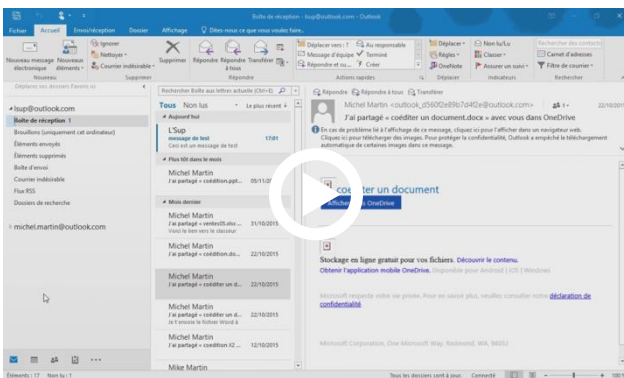 Boîte de réception - lsup@outlook.com - Outlook
Fichier Accueil Envoi/réception Dossier Affichage Dites-nous ce que vous voulez faire...
Nouveau message électronique
Nouveaux éléments
Nouveau
Ignorer
Nettoyer
Courrier indésirable
Supprimer
Supprimer
Répondre
Répondre à tous
Transférer
Répondre
Déplacer vers : ?
Message d'équipe
Répondre et su...
Au responsable
Terminé
Créer
Actions rapides
Déplacer
Règles
OneNote
Déplacer
Non lu/Lu
Classer
Assurer un suivi
Indicateurs
Rechercher des contacts
Carnet d'adresses
Filtre de courrier
Rechercher
Déplacez vos dossiers Favoris ici
lsup@outlook.com
Boîte de réception 1
Brouillons (uniquement cet ordinateur)
Éléments envoyés
Éléments supprimés
Boîte d'envoi
Courrier indésirable
Flux RSS
Dossiers de recherche
michel.martin@outlook.com
Rechercher Boîte aux lettres actuelle (Ctrl+E)
Tous Non lus Le plus récent
Aujourd'hui
L'Sup
message de test 17:01
Ceci est un message de test
Plus tôt dans le mois
Michel Martin
J'ai partagé « coédition.ppt... 05/11/2015
Mois dernier
Michel Martin
J'ai partagé « ventes05.xlsx... 31/10/2015
Voici le lien vers le classeur
Michel Martin
J'ai partagé « coédition.do... 22/10/2015
Michel Martin
J'ai partagé « coéditer un d... 22/10/2015
Michel Martin
J'ai partagé « coéditer un d... 22/10/2015
Je t'envoie le fichier Word à
Michel Martin
J'ai partagé « coedition X2 ... 12/10/2015
Mike Martin
Répondre Répondre à tous Transférer
Michel Martin <outlook_d560f2e89b7d4f2e@outlook.com>
22/10/201
J'ai partagé « coéditer un document.docx » avec vous dans OneDrive
En cas de problème lié à l'affichage de ce message, cliquez ici pour l'afficher dans un navigateur web.
Cliquez ici pour télécharger des images. Pour protéger la confidentialité, Outlook a empêché le téléchargement
automatique de certaines images dans ce message.
coéditer un document
OneDrive
Stockage en ligne gratuit pour vos fichiers. Découvrir le contenu.
Obtenir l'application mobile OneDrive. Disponible pour Android | iOS | Windows
Microsoft respecte votre vie privée. Pour en savoir plus, veuillez consulter notre déclaration de
confidentialité
Microsoft Corporation, One Microsoft Way, Redmond, WA, 98052
Éléments : 17 Non lu : 1
Tous les dossiers sont à jour. Connecté
100 %